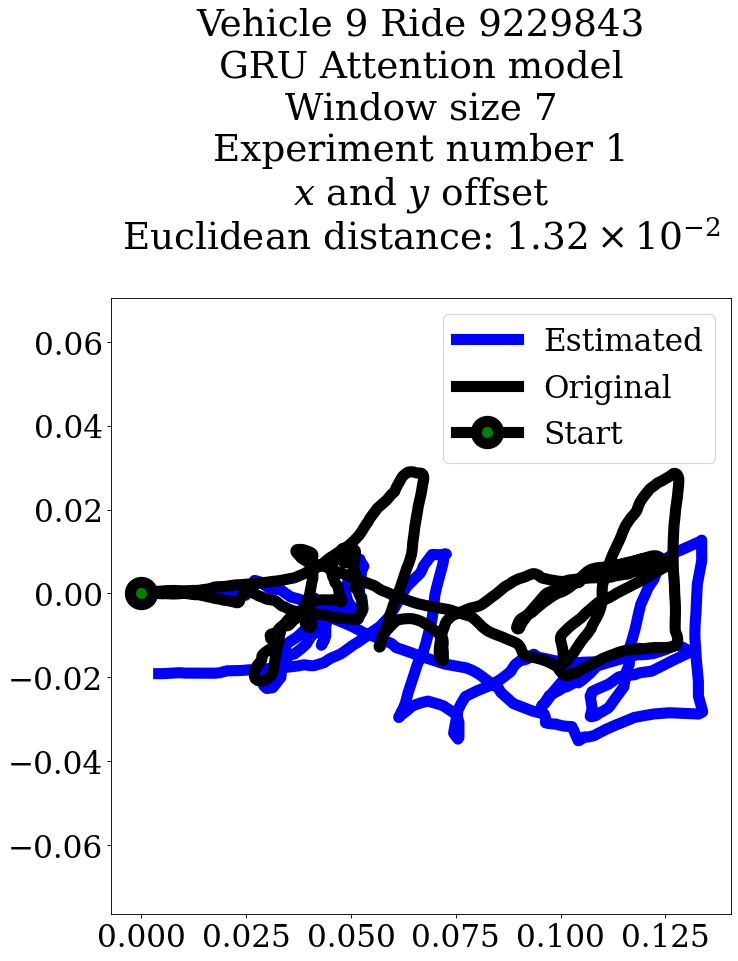 Vehicle 9 Ride 9229843
GRU Attention model
Window size 7
Experiment number 1
x and y offset
Euclidean distance: 1.32 × 10⁻²
Estimated
Original
Start
0.06
0.04
0.02
0.00
−0.02
−0.04
−0.06
0.000 0.025 0.050 0.075 0.100 0.125